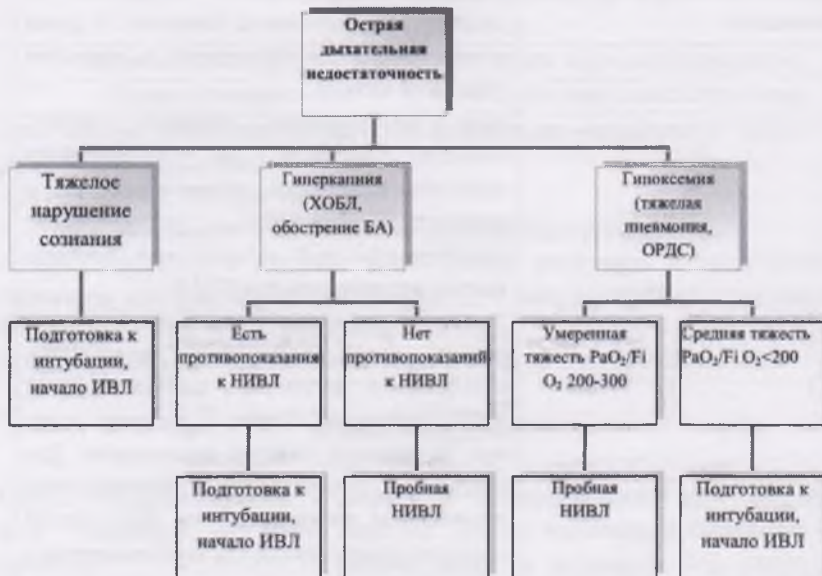 Острая
дыхательная
недостаточность
Тяжелое
нарушение
сознания
Гиперкапния
(ХОБЛ,
обострение БА)
Гипоксемия
(тяжелая
пневмония,
ОРДС)
Подготовка к
интубации,
начало ИВЛ
Есть
противопоказания
к НИВЛ
Нет
противопоказаний
к НИВЛ
Умеренная
тяжесть PaO₂/Fi
O₂ 200-300
Средняя тяжесть
PaO₂/Fi O₂<200
Подготовка к
интубации,
начало ИВЛ
Пробная
НИВЛ
Пробная
НИВЛ
Подготовка к
интубации,
начало ИВЛ